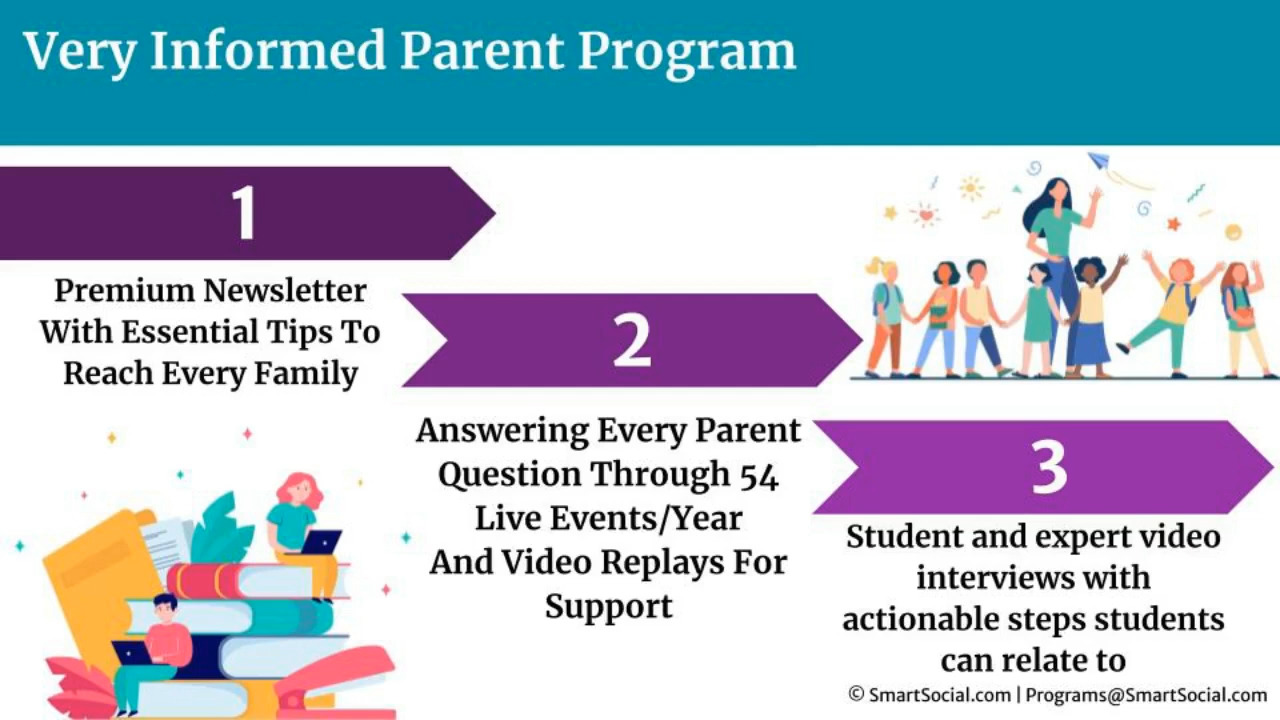 Very Informed Parent Program
1
Premium Newsletter
With Essential Tips To
Reach Every Family
2
Answering Every Parent
Question Through 54
Live Events/Year
And Video Replays For
Support
3
Student and expert video
interviews with
actionable steps students
can relate to
© SmartSocial.com | Programs@SmartSocial.com